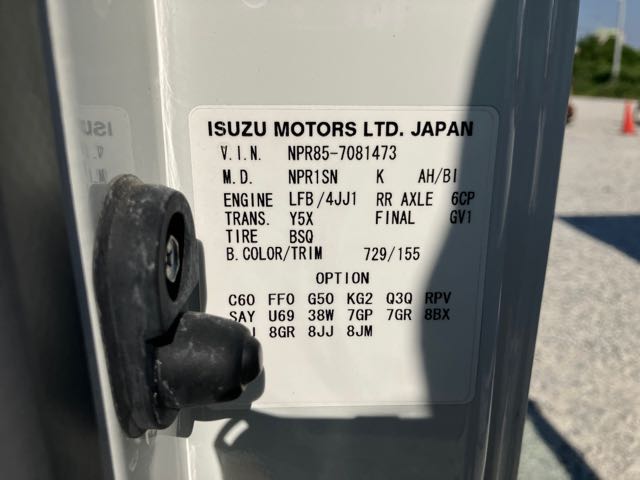 ISUZU MOTORS LTD. JAPAN
V.I.N. NPR85-7081473
M.D. NPR1SN K AH/BI
ENGINE LFB/4JJ1 RR AXLE 6CP
TRANS. Y5X FINAL GV1
TIRE BSQ
B.COLOR/TRIM 729/155
OPTION
C60 FF0 G50 KG2 Q3Q RPV
SAY U69 38W 7GP 7GR 8BX
8GR 8JJ 8JM